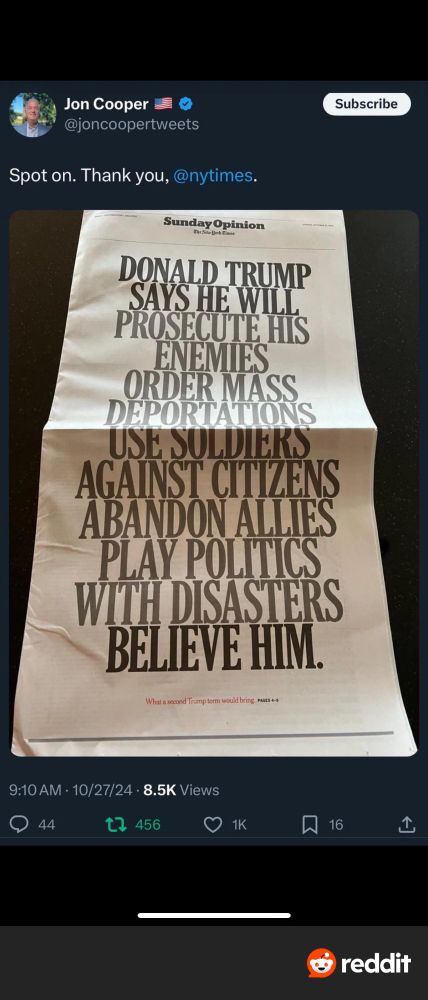 Jon Cooper
@joncoopertweets
Subscribe
Spot on. Thank you, @nytimes.
Sunday Opinion
The New York Times
DONALD TRUMP
SAYS HE WILL
PROSECUTE HIS
ENEMIES
ORDER MASS
DEPORTATIONS
USE SOLDIERS
AGAINST CITIZENS
ABANDON ALLIES
PLAY POLITICS
WITH DISASTERS
BELIEVE HIM.
What a second Trump term would bring. PAGES 4-9
9:10 AM · 10/27/24 · 8.5K Views
44 456 1K 16
reddit